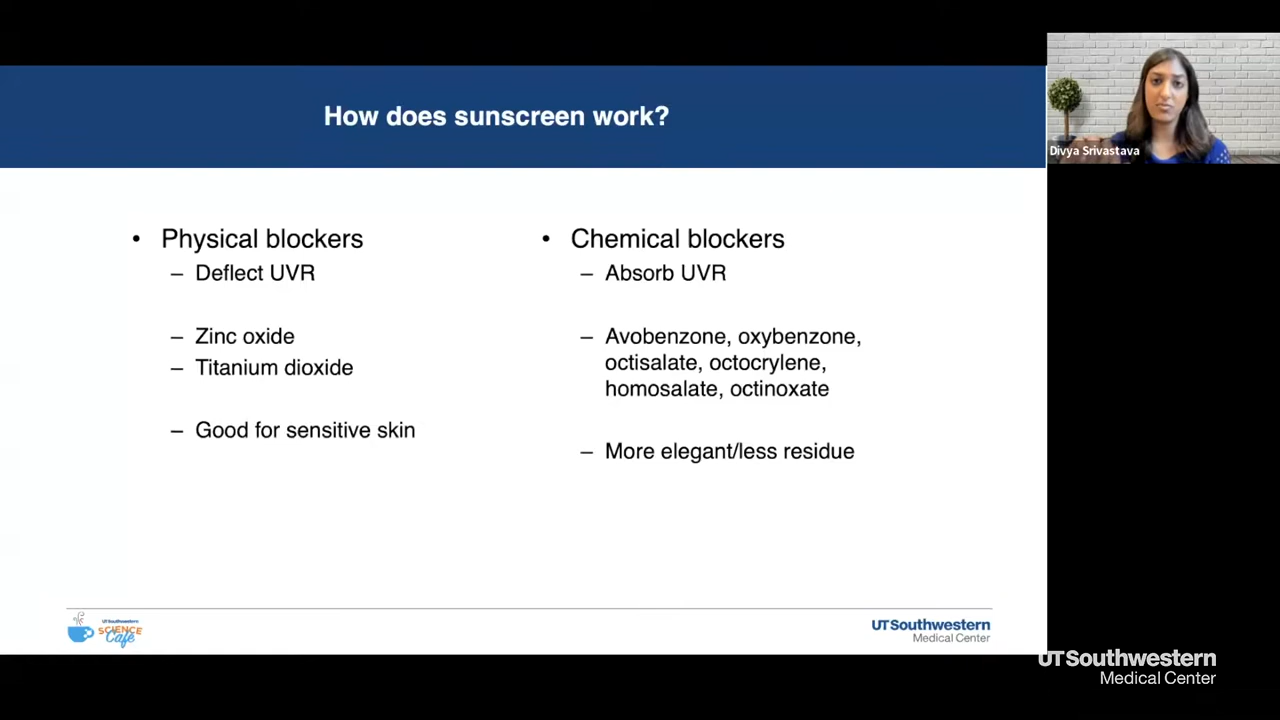 How does sunscreen work?
Divya Srivastava
• Physical blockers
– Deflect UVR
– Zinc oxide
– Titanium dioxide
– Good for sensitive skin
• Chemical blockers
– Absorb UVR
– Avobenzone, oxybenzone,
octisalate, octocrylene,
homosalate, octinoxate
– More elegant/less residue
UTSouthwestern
SCIENCE
Café
UTSouthwestern
Medical Center
UTSouthwestern
Medical Center